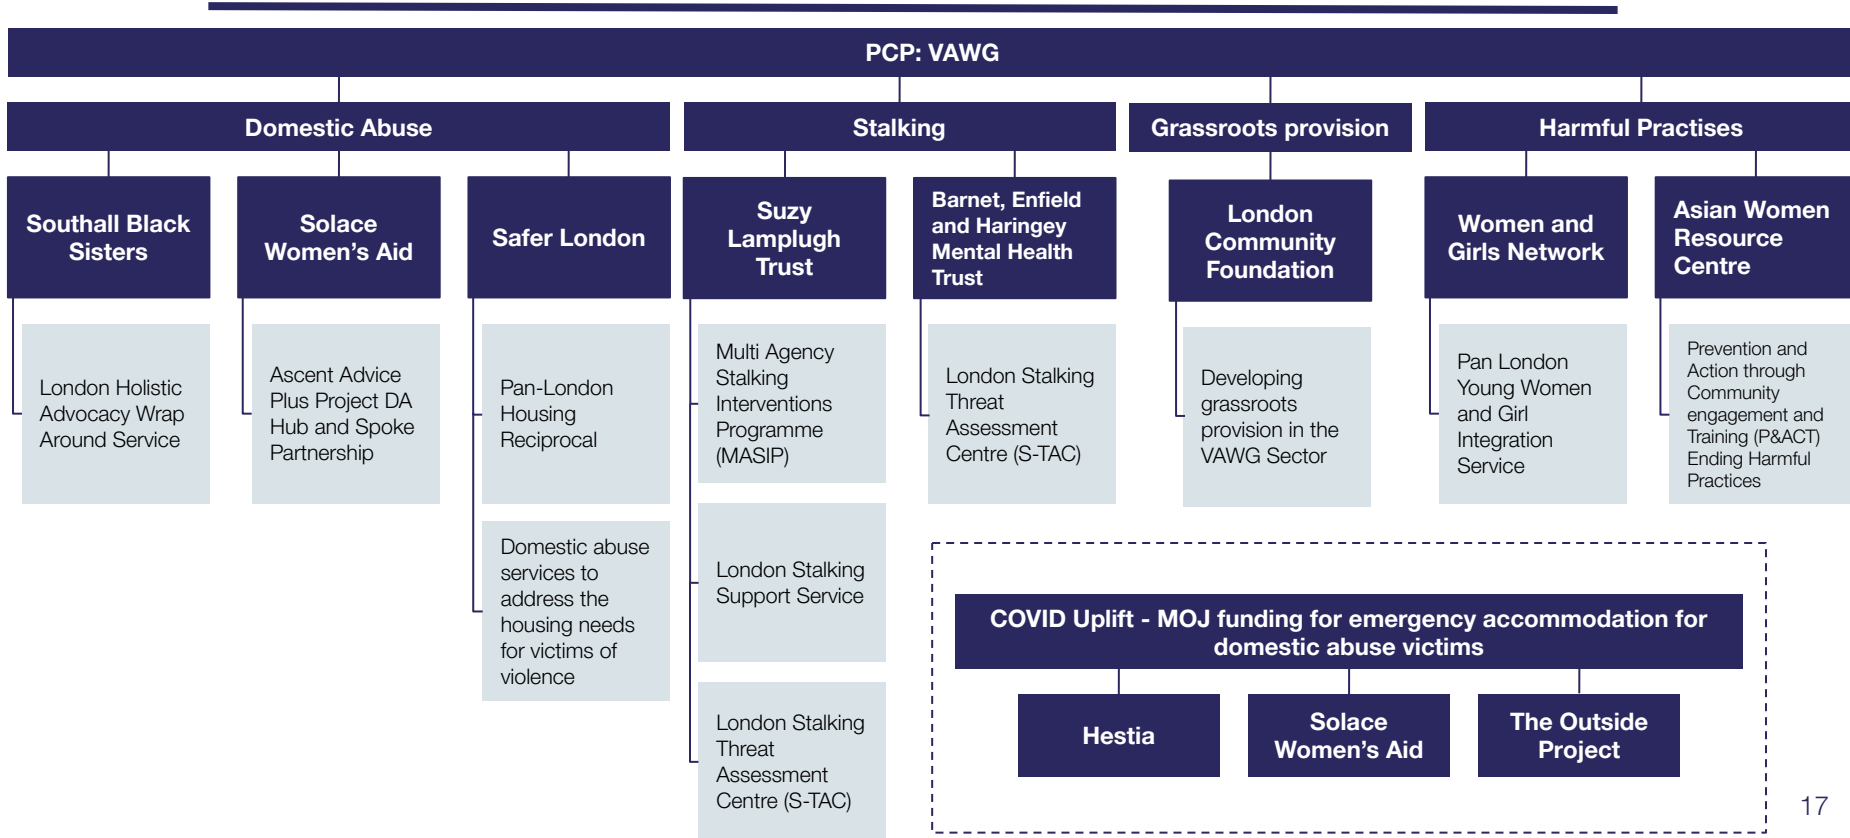 PCP: VAWG
Domestic Abuse
Stalking
Grassroots provision
Harmful Practises
Southall Black
Sisters
Solace
Women’s Aid
Safer London
Suzy
Lamplugh
Trust
Barnet, Enfield
and Haringey
Mental Health
Trust
London
Community
Foundation
Women and
Girls Network
Asian Women
Resource
Centre
London Holistic
Advocacy Wrap
Around Service
Ascent Advice
Plus Project DA
Hub and Spoke
Partnership
Pan-London
Housing
Reciprocal
Multi Agency
Stalking
Interventions
Programme
(MASIP)
London Stalking
Threat
Assessment
Centre (S-TAC)
Developing
grassroots
provision in the
VAWG Sector
Pan London
Young Women
and Girl
Integration
Service
Prevention and
Action through
Community
engagement and
Training (P&ACT)
Ending Harmful
Practices
Domestic abuse
services to
address the
housing needs
for victims of
violence
London Stalking
Support Service
London Stalking
Threat
Assessment
Centre (S-TAC)
COVID Uplift - MOJ funding for emergency accommodation for
domestic abuse victims
Hestia
Solace
Women’s Aid
The Outside
Project
17